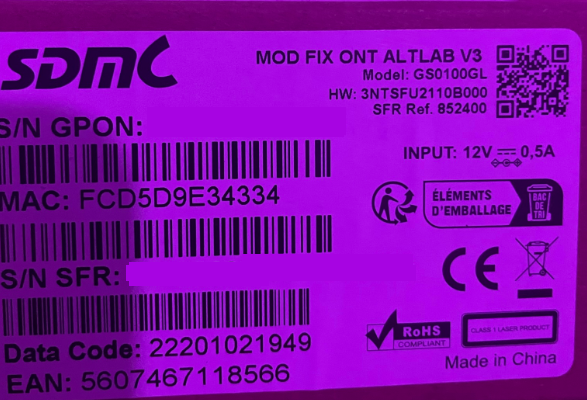 SDMC
MOD FIX ONT ALTLAB V3
Model: GS0100GL
HW: 3NTSFU2110B000
SFR Ref. 852400
S/N GPON:
INPUT: 12V ⎓ 0,5A
MAC: FCD5D9E34334
ÉLÉMENTS
D'EMBALLAGE
BAC
DE
TRI
CE
S/N SFR:
RoHS
COMPLIANT
CLASS 1 LASER PRODUCT
Data Code: 22201021949
Made in China
EAN: 5607467118566